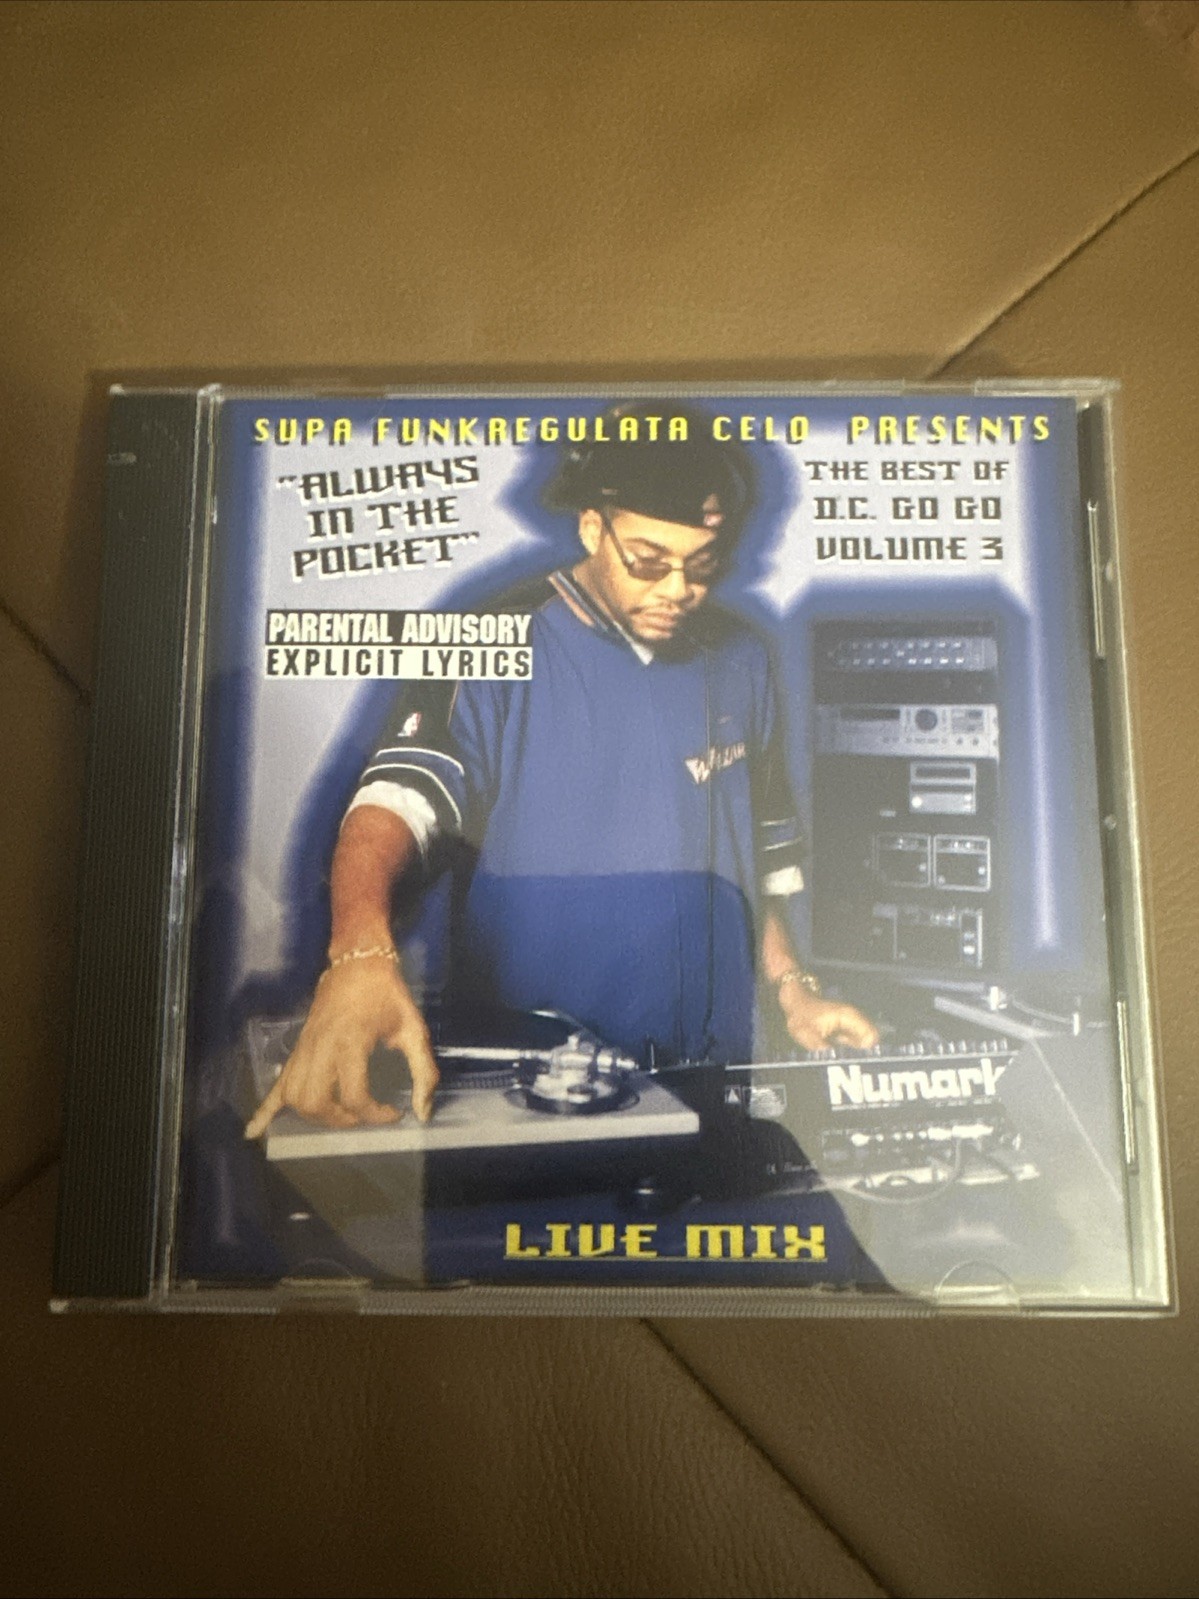 SUPA FUNKREGULATA CELO PRESENTS
"ALWAYS
IN THE
POCKET"
THE BEST OF
D.C. GO GO
VOLUME 3
PARENTAL ADVISORY
EXPLICIT LYRICS
Numark
LIVE MIX